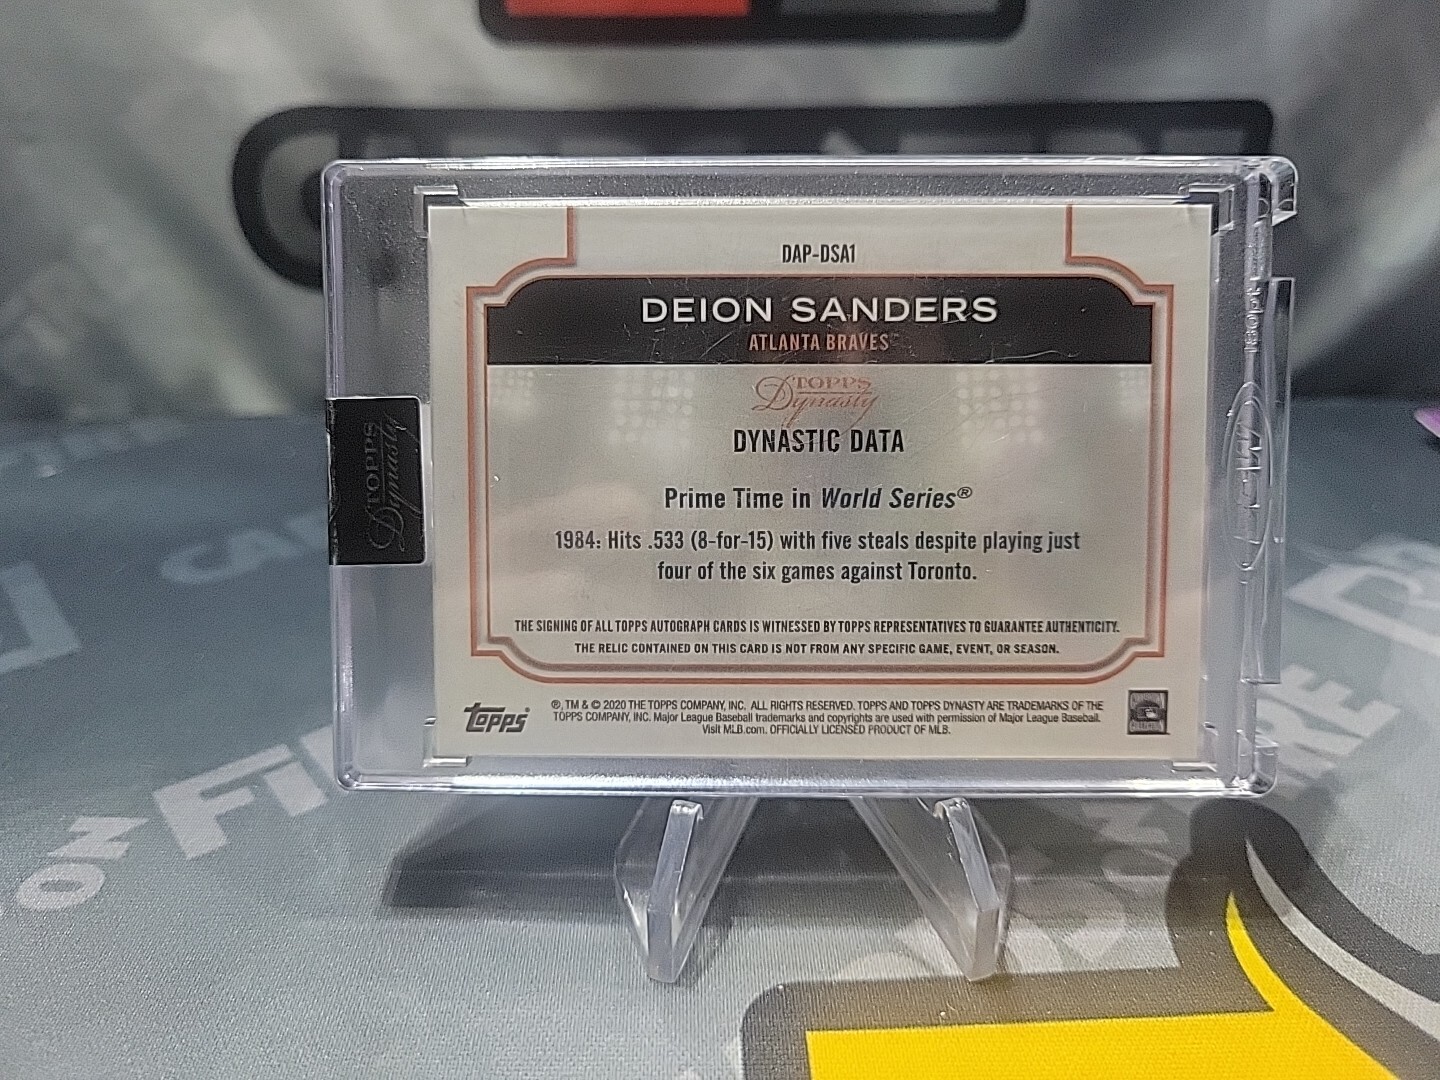 DAP-DSA1
DEION SANDERS
ATLANTA BRAVES
TOPPS
Dynasty
DYNASTIC DATA
Prime Time in World Series®
1984: Hits .533 (8-for-15) with five steals despite playing just
four of the six games against Toronto.
THE SIGNING OF ALL TOPPS AUTOGRAPH CARDS IS WITNESSED BY TOPPS REPRESENTATIVES TO GUARANTEE AUTHENTICITY.
THE RELIC CONTAINED ON THIS CARD IS NOT FROM ANY SPECIFIC GAME, EVENT, OR SEASON.
Topps®
®, TM & © 2020 THE TOPPS COMPANY, INC. ALL RIGHTS RESERVED. TOPPS AND TOPPS DYNASTY ARE TRADEMARKS OF THE
TOPPS COMPANY, INC. Major League Baseball trademarks and copyrights are used with permission of Major League Baseball.
Visit MLB.com. OFFICIALLY LICENSED PRODUCT OF MLB.
TOPPS
Dynasty
ON FIRE